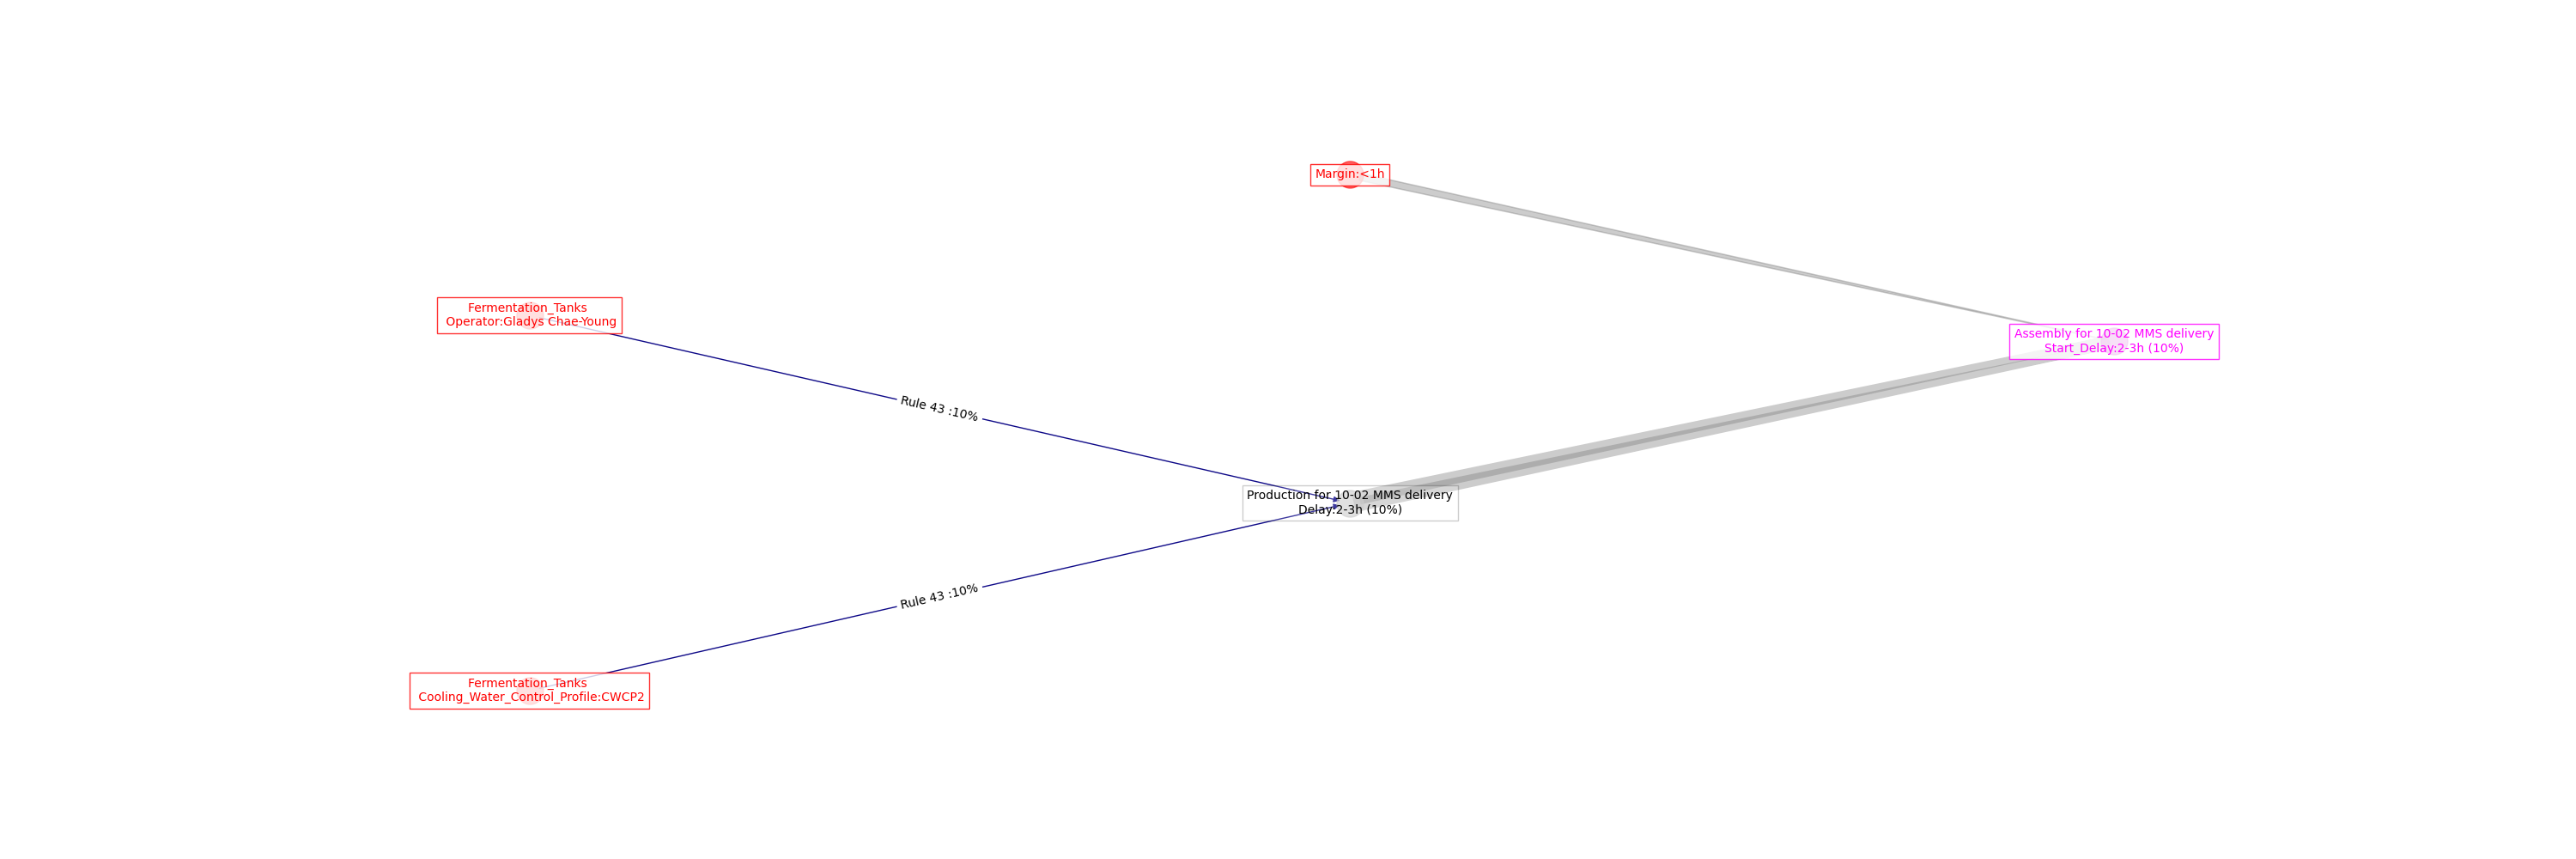 Margin:<1h
Fermentation_Tanks
Operator:Gladys Chae-Young
Assembly for 10-02 MMS delivery
Start_Delay:2-3h (10%)
Rule 43 :10%
Production for 10-02 MMS delivery
Delay:2-3h (10%)
Rule 43 :10%
Fermentation_Tanks
Cooling_Water_Control_Profile:CWCP2